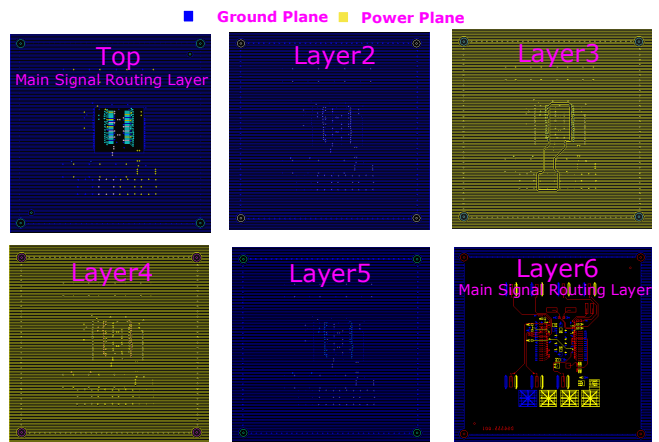 Ground Plane Power Plane
Top
Main Signal Routing Layer
Layer2
Layer3
Layer4
Layer5
Layer6
Main Signal Routing Layer